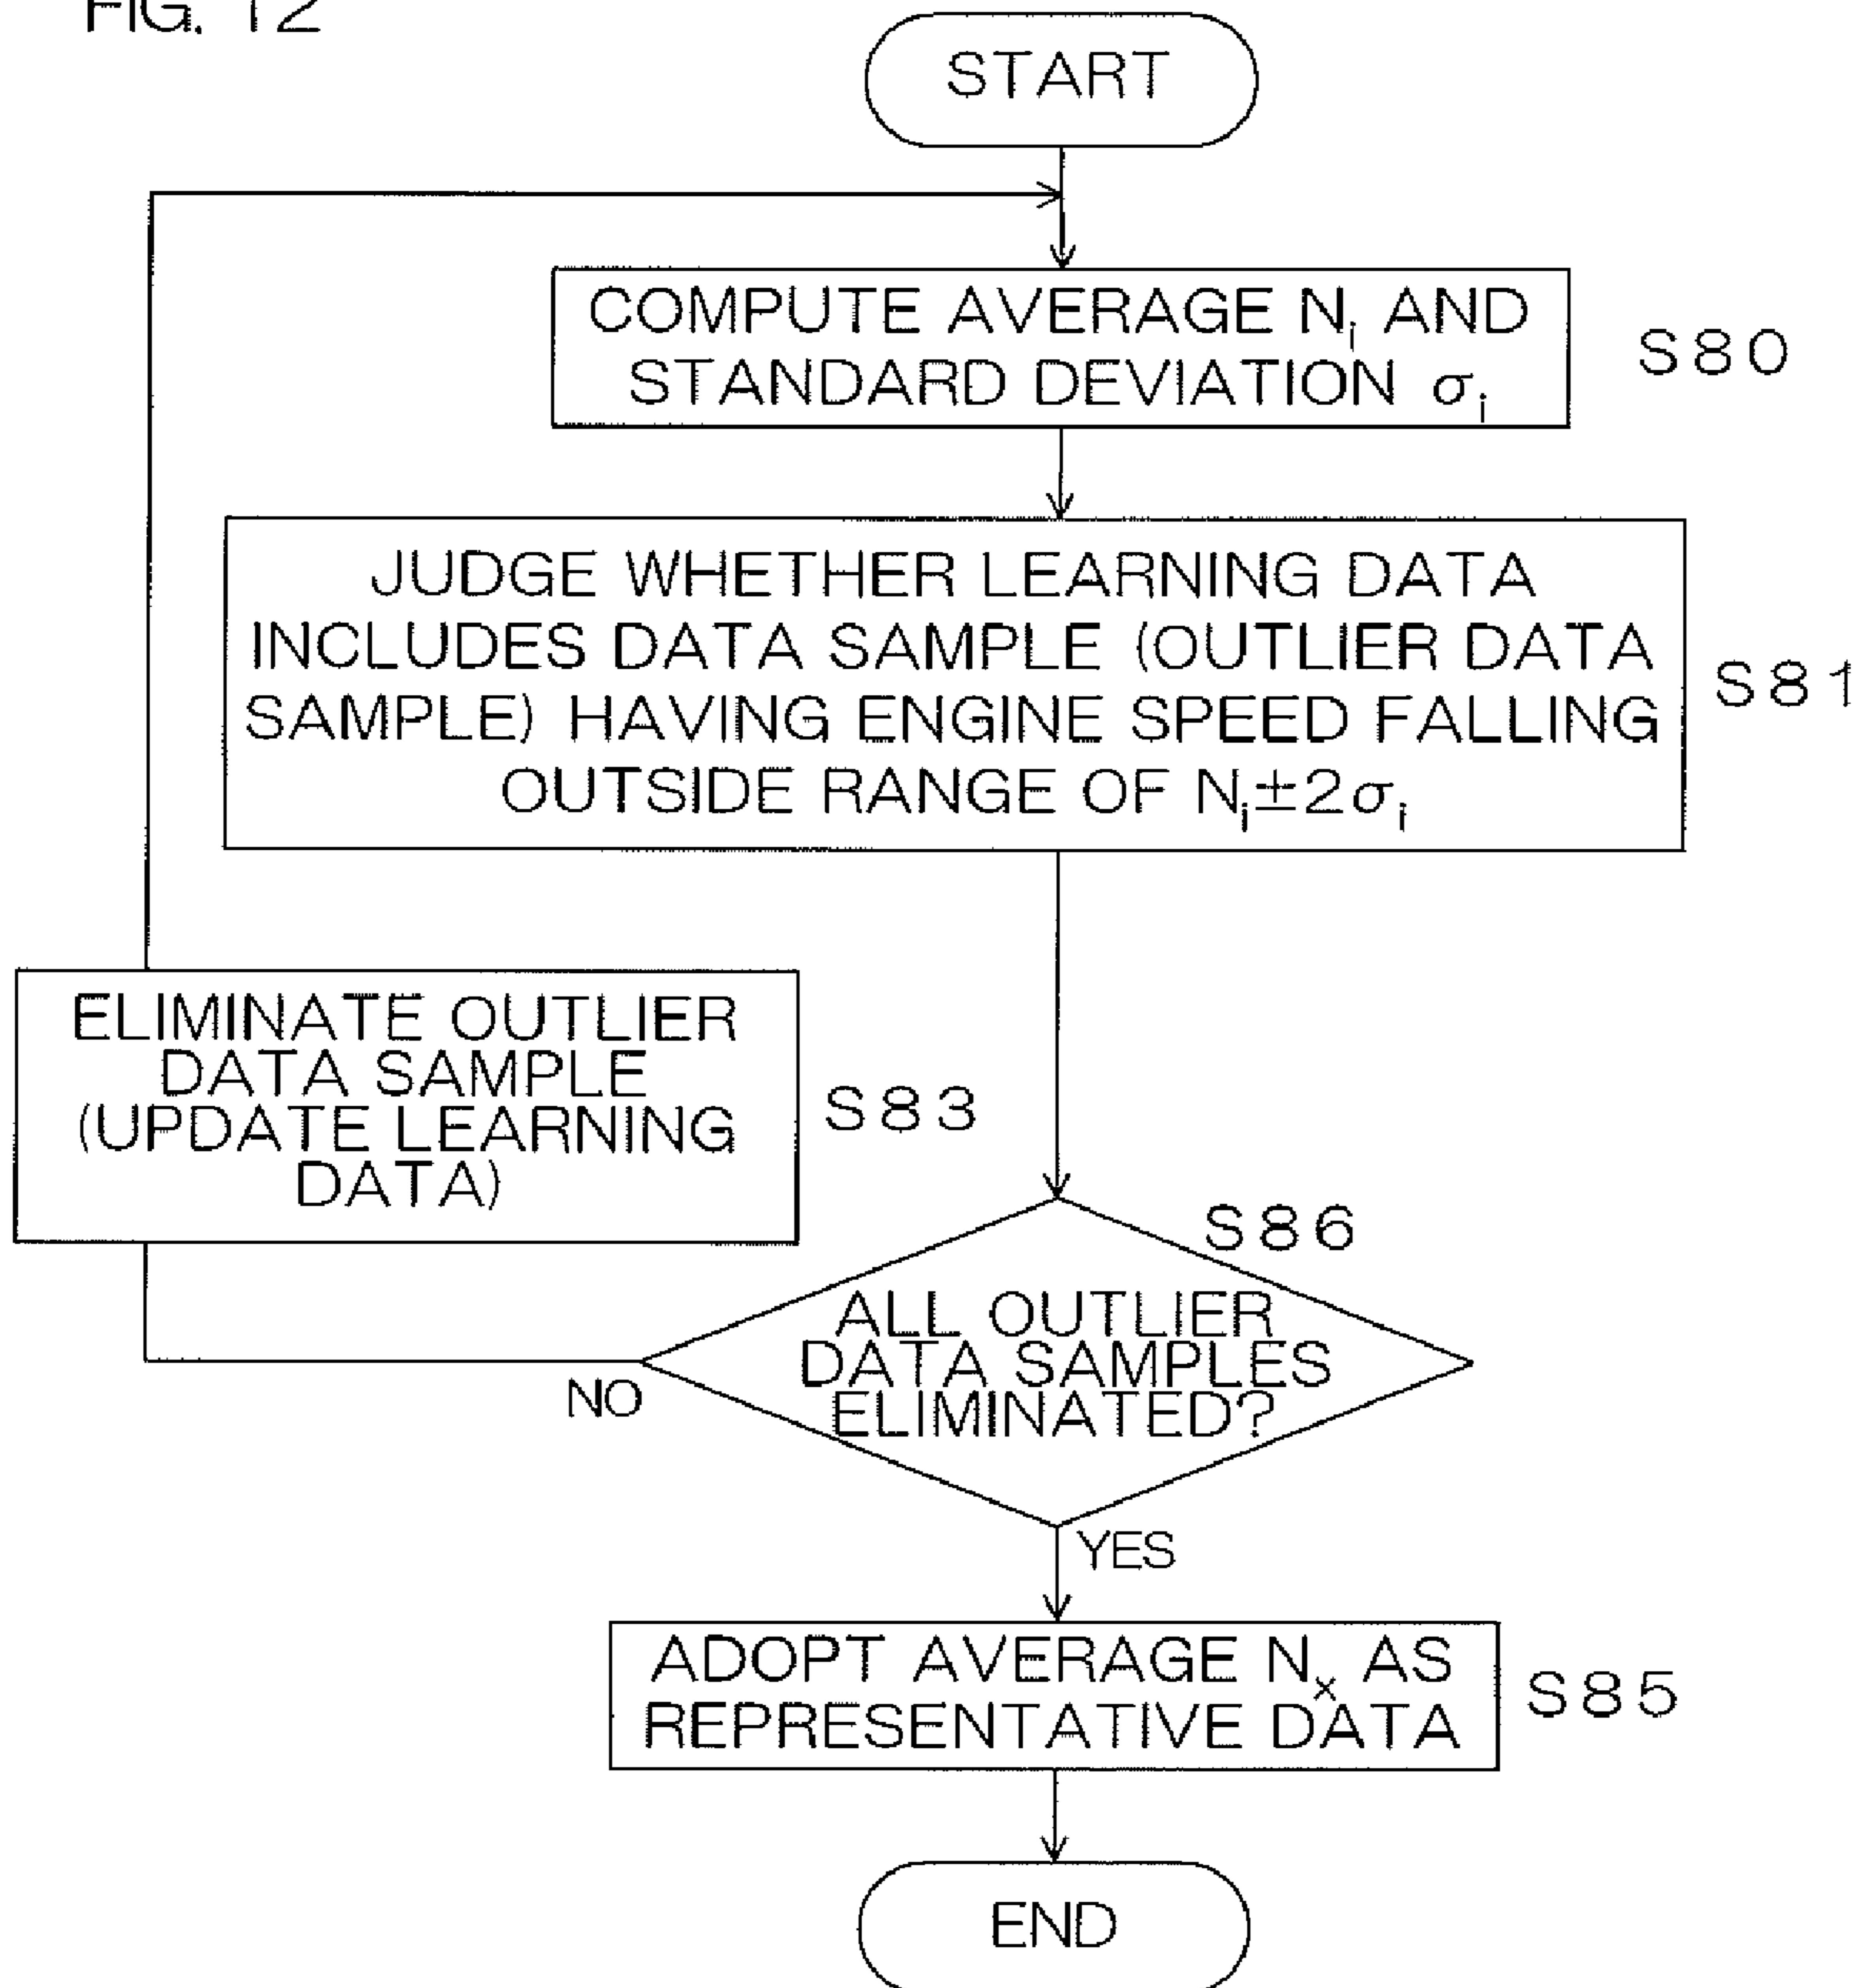 FIG. 12
START
COMPUTE AVERAGE Nᵢ AND
STANDARD DEVIATION σᵢ
S80
JUDGE WHETHER LEARNING DATA
INCLUDES DATA SAMPLE (OUTLIER DATA
SAMPLE) HAVING ENGINE SPEED FALLING
OUTSIDE RANGE OF Nᵢ±2σᵢ
S81
ELIMINATE OUTLIER
DATA SAMPLE
(UPDATE LEARNING
DATA)
S83
S86
ALL OUTLIER
DATA SAMPLES
ELIMINATED?
NO
YES
ADOPT AVERAGE Nₓ AS
REPRESENTATIVE DATA
S85
END